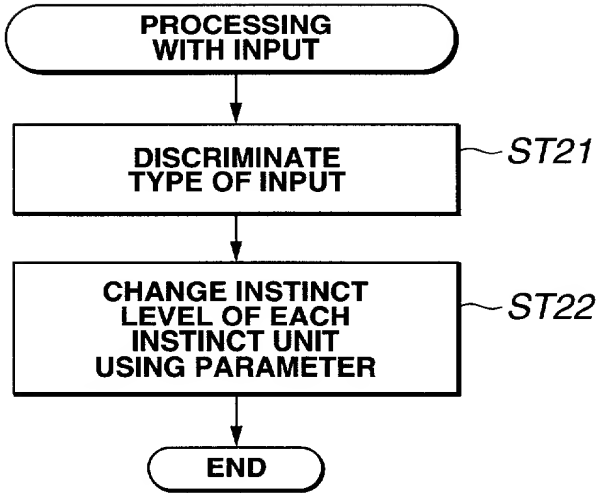 PROCESSING
WITH INPUT
DISCRIMINATE
TYPE OF INPUT
ST21
CHANGE INSTINCT
LEVEL OF EACH
INSTINCT UNIT
USING PARAMETER
ST22
END